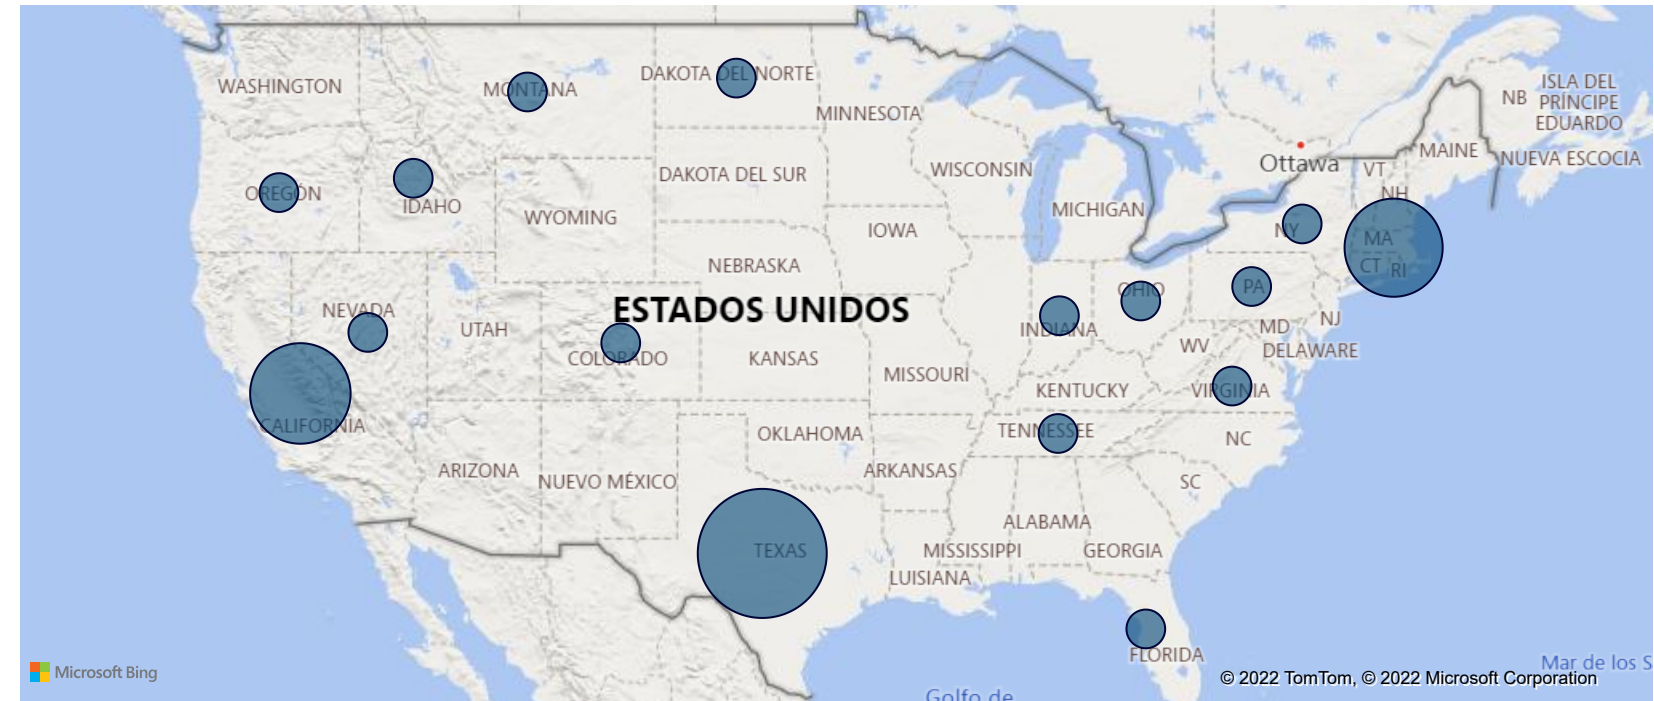 WASHINGTON
MONTANA
DAKOTA DEL NORTE
MINNESOTA
ISLA DEL
PRÍNCIPE
EDUARDO
NB
MAINE
NUEVA ESCOCIA
Ottawa
VT
NH
OREGÓN
IDAHO
WYOMING
DAKOTA DEL SUR
WISCONSIN
MICHIGAN
IOWA
NEBRASKA
NY
MA
CT
RI
PA
OHIO
INDIANA
ESTADOS UNIDOS
NEVADA
UTAH
COLORADO
KANSAS
MISSOURI
KENTUCKY
WV
VIRGINIA
MD
NJ
DELAWARE
CALIFORNIA
ARIZONA
NUEVO MÉXICO
OKLAHOMA
ARKANSAS
TENNESSEE
NC
SC
TEXAS
LUISIANA
MISSISSIPPI
ALABAMA
GEORGIA
FLORIDA
Mar de los S
Golfo de
Microsoft Bing
© 2022 TomTom, © 2022 Microsoft Corporation